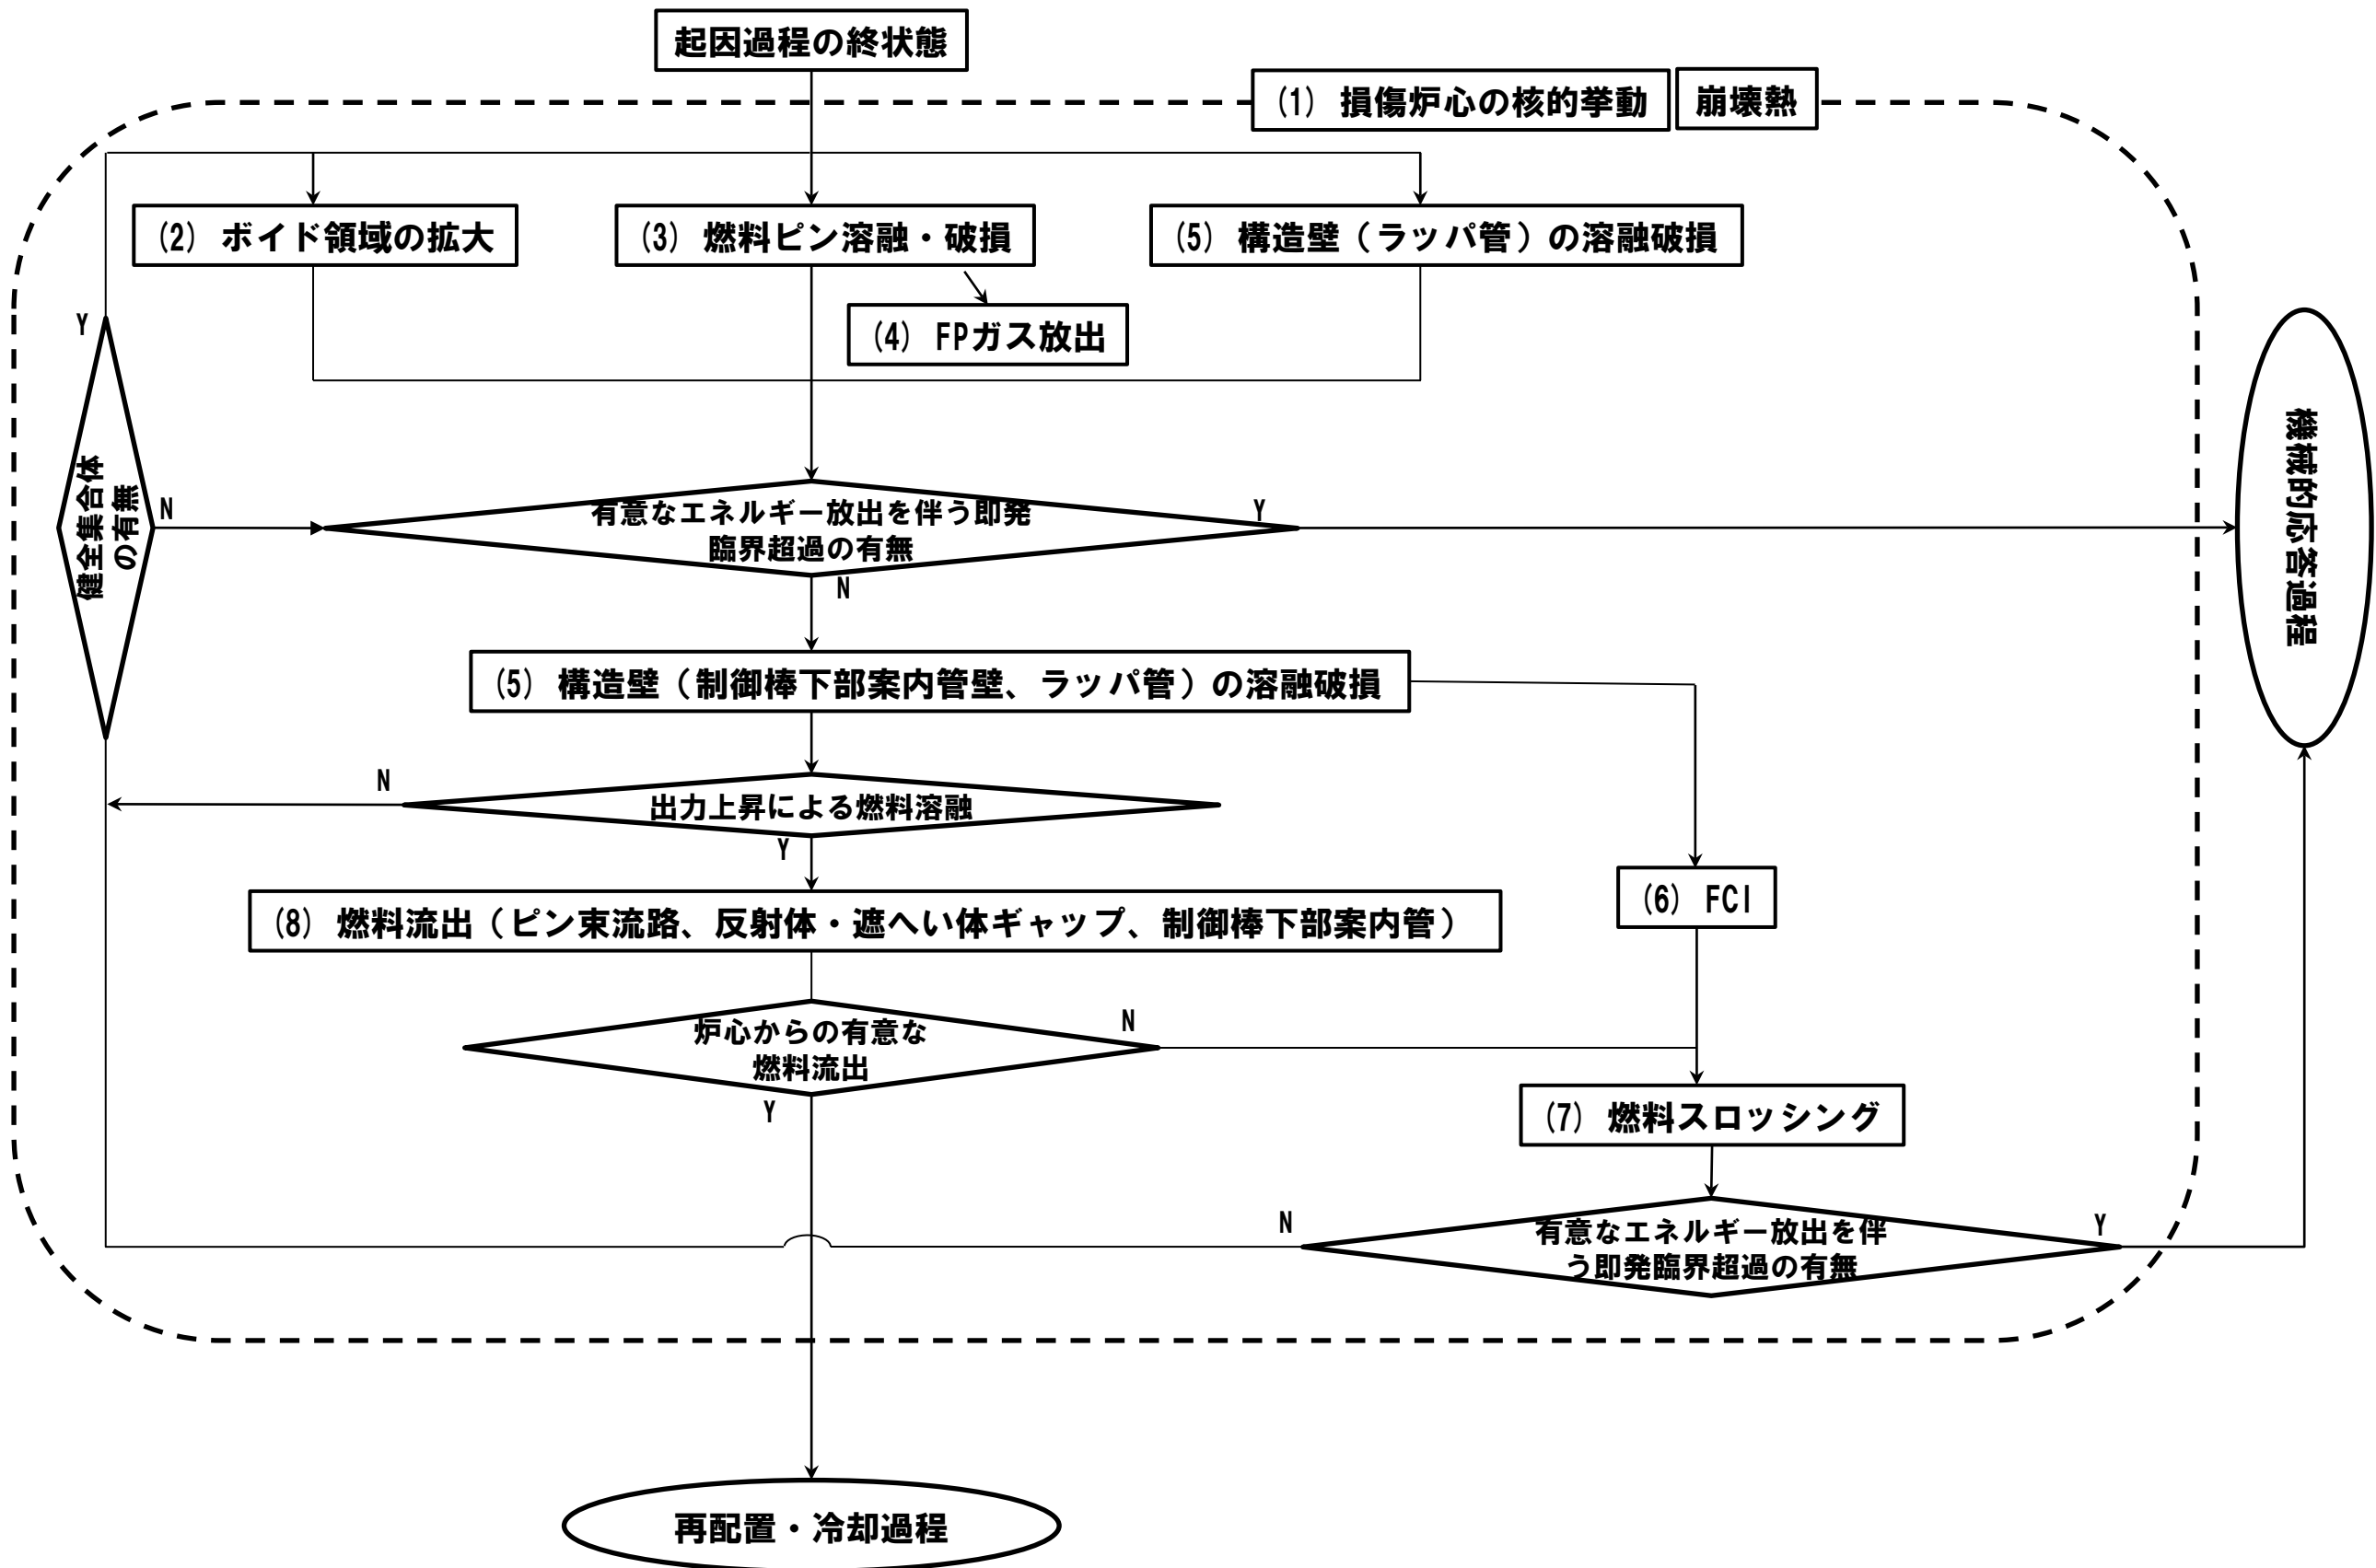 起因過程の終状態
(1) 損傷炉心の核的挙動
崩壊熱
(2) ボイド領域の拡大
(3) 燃料ピン溶融・破損
(5) 構造壁（ラッパ管）の溶融破損
(4) FPガス放出
Y
健全集合体
の有無
N
有意なエネルギー放出を伴う即発
臨界超過の有無
Y
N
機械的応答過程
(5) 構造壁（制御棒下部案内管壁、ラッパ管）の溶融破損
N
出力上昇による燃料溶融
Y
(6) FCI
(8) 燃料流出（ピン束流路、反射体・遮へい体ギャップ、制御棒下部案内管）
炉心からの有意な
燃料流出
N
Y
(7) 燃料スロッシング
N
有意なエネルギー放出を伴
う即発臨界超過の有無
Y
再配置・冷却過程